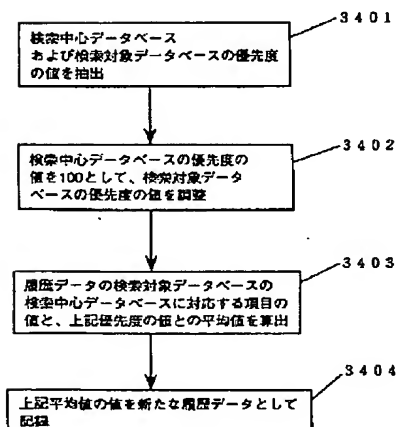 3401
検索中心データベース
および検索対象データベースの優先度
の値を抽出
3402
検索中心データベースの優先度の
値を100として、検索対象データ
ベースの優先度の値を調整
3403
履歴データの検索対象データベースの
検索中心データベースに対応する項目の
値と、上記優先度の値との平均値を算出
3404
上記平均値の値を新たな履歴データとして
記録